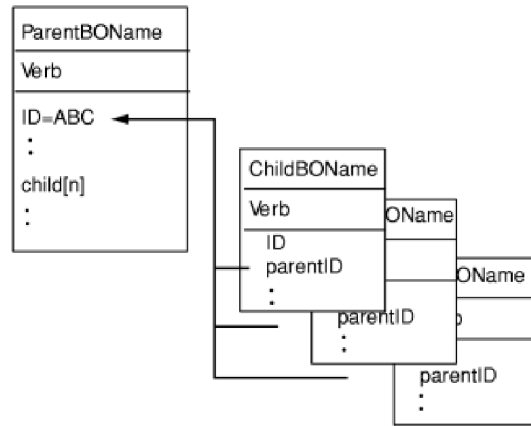 ParentBOName
Verb
ID=ABC
:
child[n]
:
ChildBOName
Verb
ID
parentID
:
OName
parentID
:
OName
parentID
: